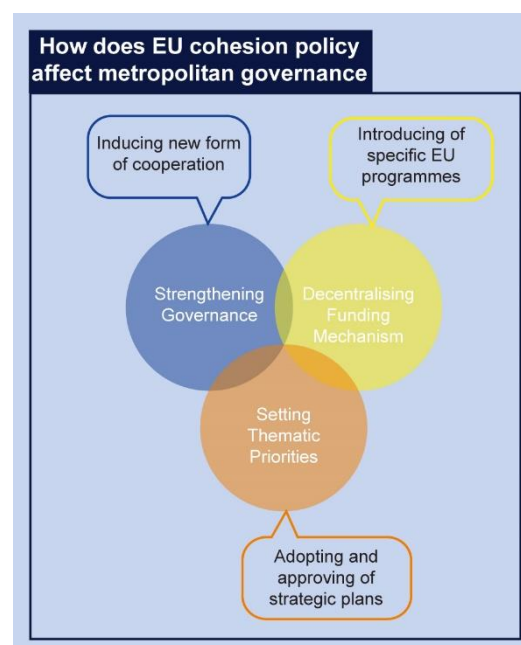 How does EU cohesion policy
affect metropolitan governance
Inducing new form
of cooperation
Introducing of
specific EU
programmes
Strengthening
Governance
Decentralising
Funding
Mechanism
Setting
Thematic
Priorities
Adopting and
approving of
strategic plans